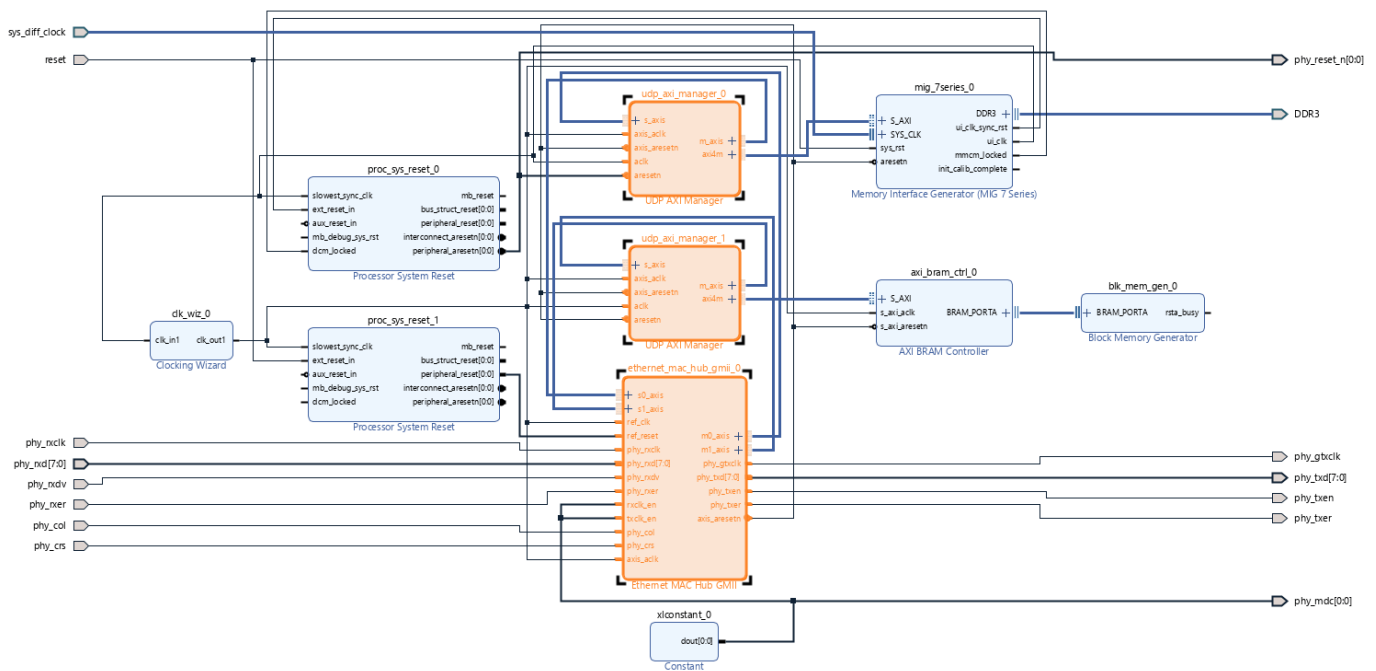 sys_diff_clock
reset
phy_rxclk
phy_rxd[7:0]
phy_rxdv
phy_rxer
phy_col
phy_crs
clk_wiz_0
clk_in1
clk_out1
Clocking Wizard
proc_sys_reset_0
slowest_sync_clk
ext_reset_in
aux_reset_in
mb_debug_sys_rst
dcm_locked
mb_reset
bus_struct_reset[0:0]
peripheral_reset[0:0]
interconnect_aresetn[0:0]
peripheral_aresetn[0:0]
Processor System Reset
proc_sys_reset_1
slowest_sync_clk
ext_reset_in
aux_reset_in
mb_debug_sys_rst
dcm_locked
mb_reset
bus_struct_reset[0:0]
peripheral_reset[0:0]
interconnect_aresetn[0:0]
peripheral_aresetn[0:0]
Processor System Reset
udp_axi_manager_0
s_axis
axis_aclk
axis_aresetn
aclk
aresetn
m_axis
axi4m
UDP AXI Manager
udp_axi_manager_1
s_axis
axis_aclk
axis_aresetn
aclk
aresetn
m_axis
axi4m
UDP AXI Manager
ethernet_mac_hub_gmii_0
s0_axis
s1_axis
ref_clk
ref_reset
phy_rxclk
phy_rxd[7:0]
phy_rxdv
phy_rxer
rxclk_en
txclk_en
phy_col
phy_crs
axis_aclk
m0_axis
m1_axis
phy_gtxclk
phy_txd[7:0]
phy_txen
phy_txer
axis_aresetn
Ethernet MAC Hub GMII
xlconstant_0
dout[0:0]
Constant
mig_7series_0
S_AXI
SYS_CLK
sys_rst
aresetn
DDR3
ui_clk_sync_rst
ui_clk
mmcm_locked
init_calib_complete
Memory Interface Generator (MIG 7 Series)
axi_bram_ctrl_0
S_AXI
s_axi_aclk
s_axi_aresetn
BRAM_PORTA
AXI BRAM Controller
blk_mem_gen_0
BRAM_PORTA
rsta_busy
Block Memory Generator
phy_reset_n[0:0]
DDR3
phy_gtxclk
phy_txd[7:0]
phy_txen
phy_txer
phy_mdc[0:0]